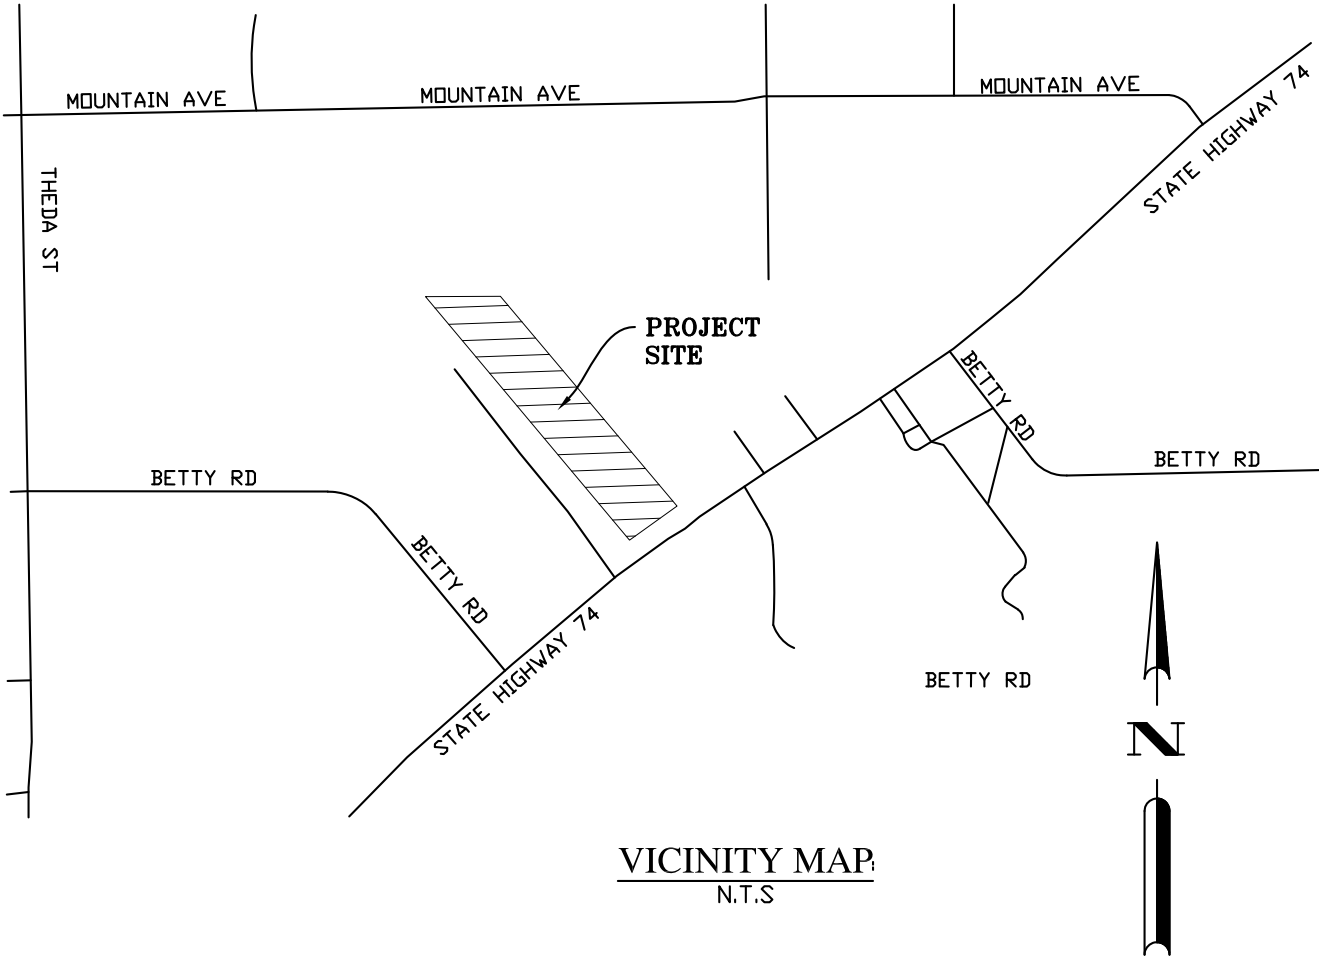 MOUNTAIN AVE
MOUNTAIN AVE
MOUNTAIN AVE
STATE HIGHWAY 74
THEDA ST
PROJECT
SITE
BETTY RD
BETTY RD
BETTY RD
BETTY RD
STATE HIGHWAY 74
BETTY RD
N
VICINITY MAP
N.T.S